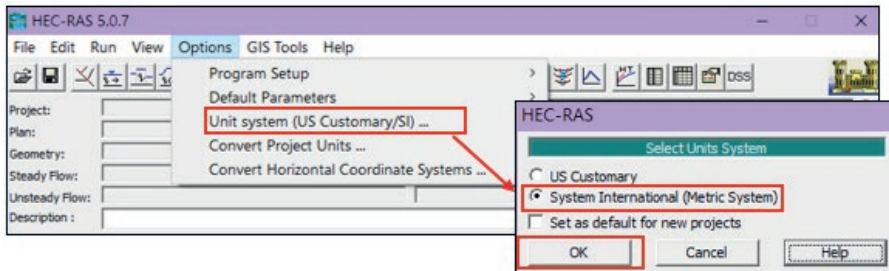 HEC-RAS 5.0.7
File Edit Run View Options GIS Tools Help
Program Setup
Default Parameters
Unit system (US Customary/SI) ...
Convert Project Units ...
Convert Horizontal Coordinate Systems ...
HT
DSS
Project:
Plan:
Geometry:
Steady Flow:
Unsteady Flow:
Description :
HEC-RAS
Select Units System
US Customary
System International (Metric System)
Set as default for new projects
OK Cancel Help